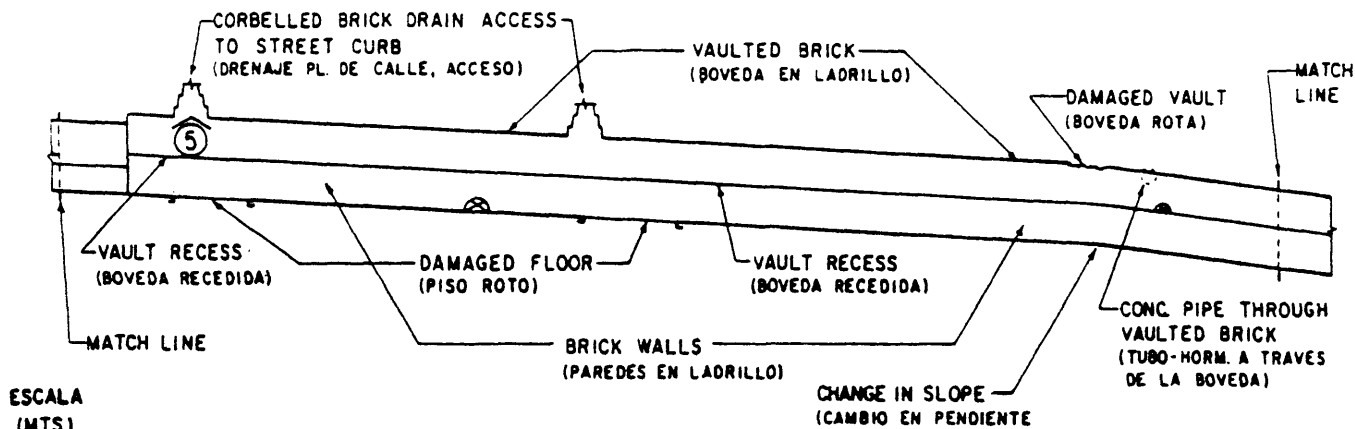 CORBELLED BRICK DRAIN ACCESS
TO STREET CURB
(DRENAJE PL. DE CALLE, ACCESO)
VAULTED BRICK
(BOVEDA EN LADRILLO)
DAMAGED VAULT
(BOVEDA ROTA)
MATCH
LINE
5
VAULT RECESS
(BOVEDA RECEDIDA)
DAMAGED FLOOR
(PISO ROTO)
VAULT RECESS
(BOVEDA RECEDIDA)
CONC. PIPE THROUGH
VAULTED BRICK
(TUBO-HORM. A TRAVES
DE LA BOVEDA)
MATCH LINE
BRICK WALLS
(PAREDES EN LADRILLO)
CHANGE IN SLOPE
(CAMBIO EN PENDIENTE
ESCALA
(MTS)